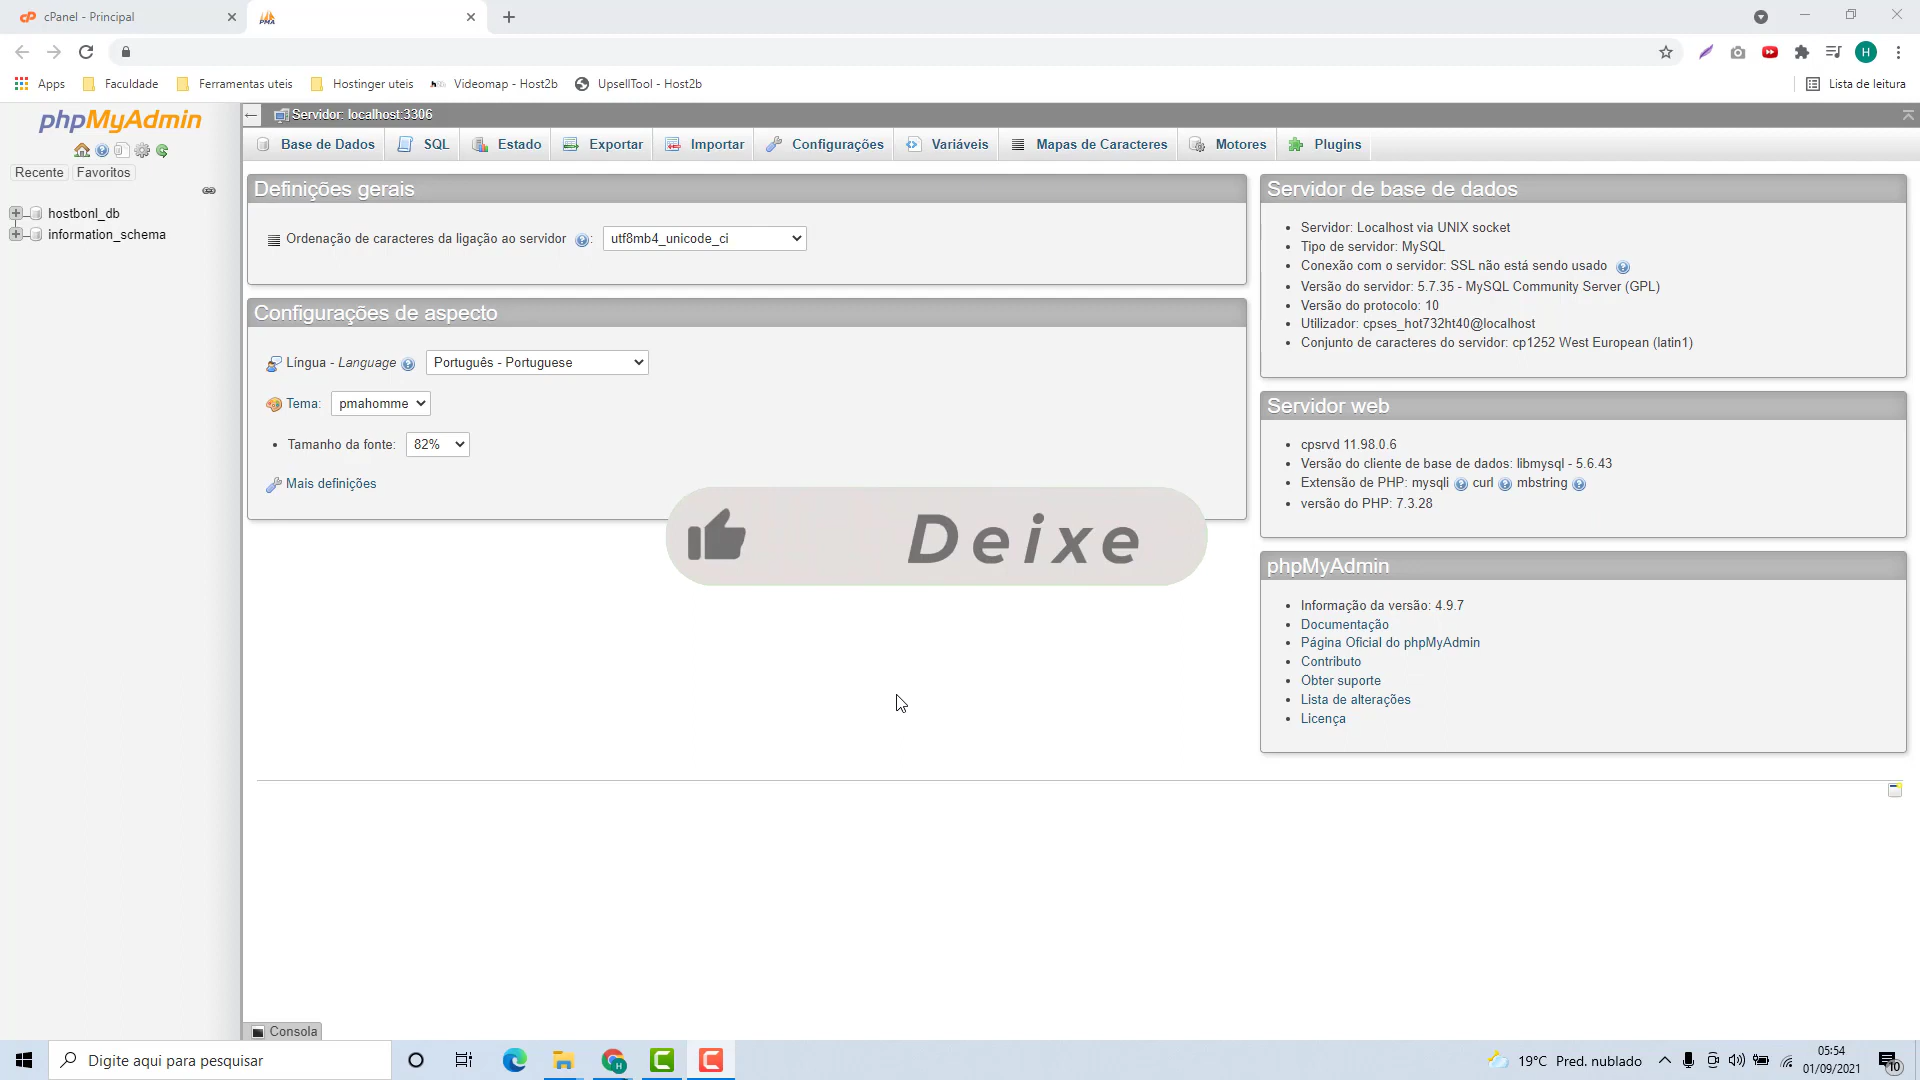 cPanel - Principal
PMA
H
Apps
Faculdade
Ferramentas uteis
Hostinger uteis
Videomap - Host2b
UpsellTool - Host2b
Lista de leitura
phpMyAdmin
Recente
Favoritos
hostbonl_db
information_schema
Servidor: localhost:3306
Base de Dados
SQL
Estado
Exportar
Importar
Configurações
Variáveis
Mapas de Caracteres
Motores
Plugins
Definições gerais
Ordenação de caracteres da ligação ao servidor : utf8mb4_unicode_ci
Configurações de aspecto
Língua - Language Português - Portuguese
Tema: pmahomme
Tamanho da fonte: 82%
Mais definições
Deixe
Servidor de base de dados
Servidor: Localhost via UNIX socket
Tipo de servidor: MySQL
Conexão com o servidor: SSL não está sendo usado
Versão do servidor: 5.7.35 - MySQL Community Server (GPL)
Versão do protocolo: 10
Utilizador: cpses_hot732ht40@localhost
Conjunto de caracteres do servidor: cp1252 West European (latin1)
Servidor web
cpsrvd 11.98.0.6
Versão do cliente de base de dados: libmysql - 5.6.43
Extensão de PHP: mysqli curl mbstring
versão do PHP: 7.3.28
phpMyAdmin
Informação da versão: 4.9.7
Documentação
Página Oficial do phpMyAdmin
Contributo
Obter suporte
Lista de alterações
Licença
Consola
Digite aqui para pesquisar
19°C Pred. nublado
05:54
01/09/2021
10